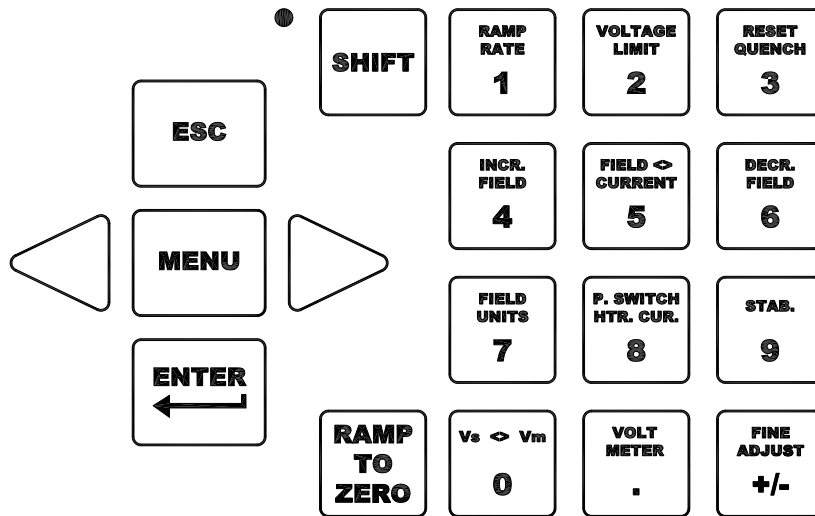 SHIFT
RAMP
RATE
1
VOLTAGE
LIMIT
2
RESET
QUENCH
3
ESC
INCR.
FIELD
4
FIELD <>
CURRENT
5
DECR.
FIELD
6
MENU
FIELD
UNITS
7
P. SWITCH
HTR. CUR.
8
STAB.
9
ENTER
RAMP
TO
ZERO
Vs <> Vm
0
VOLT
METER
.
FINE
ADJUST
+/-